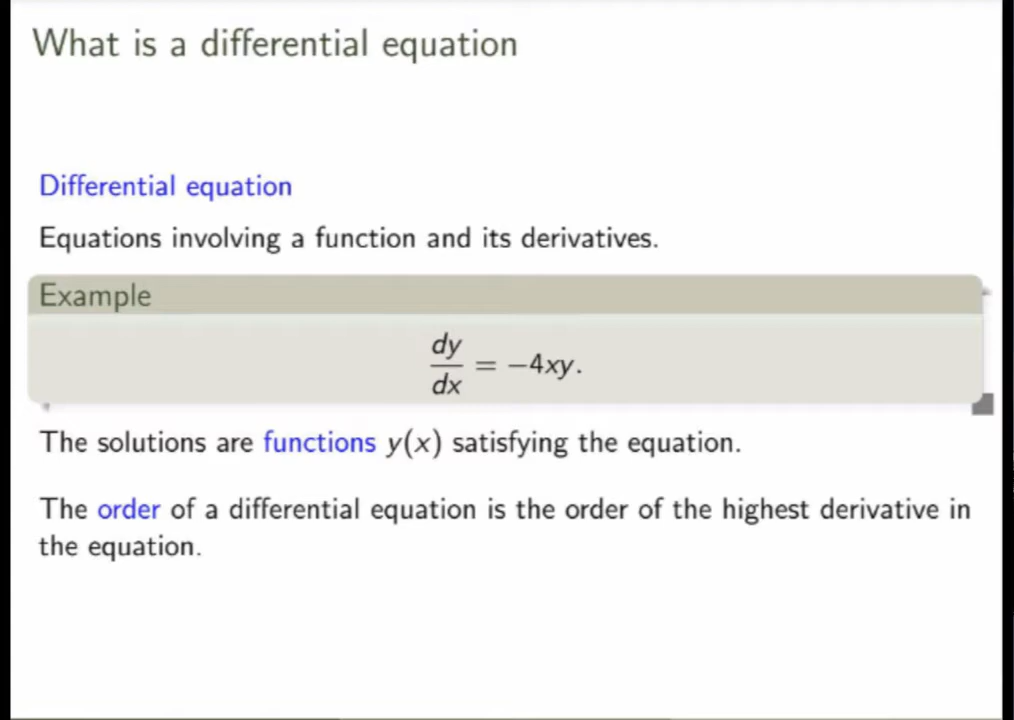 What is a differential equation
Differential equation
Equations involving a function and its derivatives.
Example
dy/dx = −4xy.
The solutions are functions y(x) satisfying the equation.
The order of a differential equation is the order of the highest derivative in
the equation.